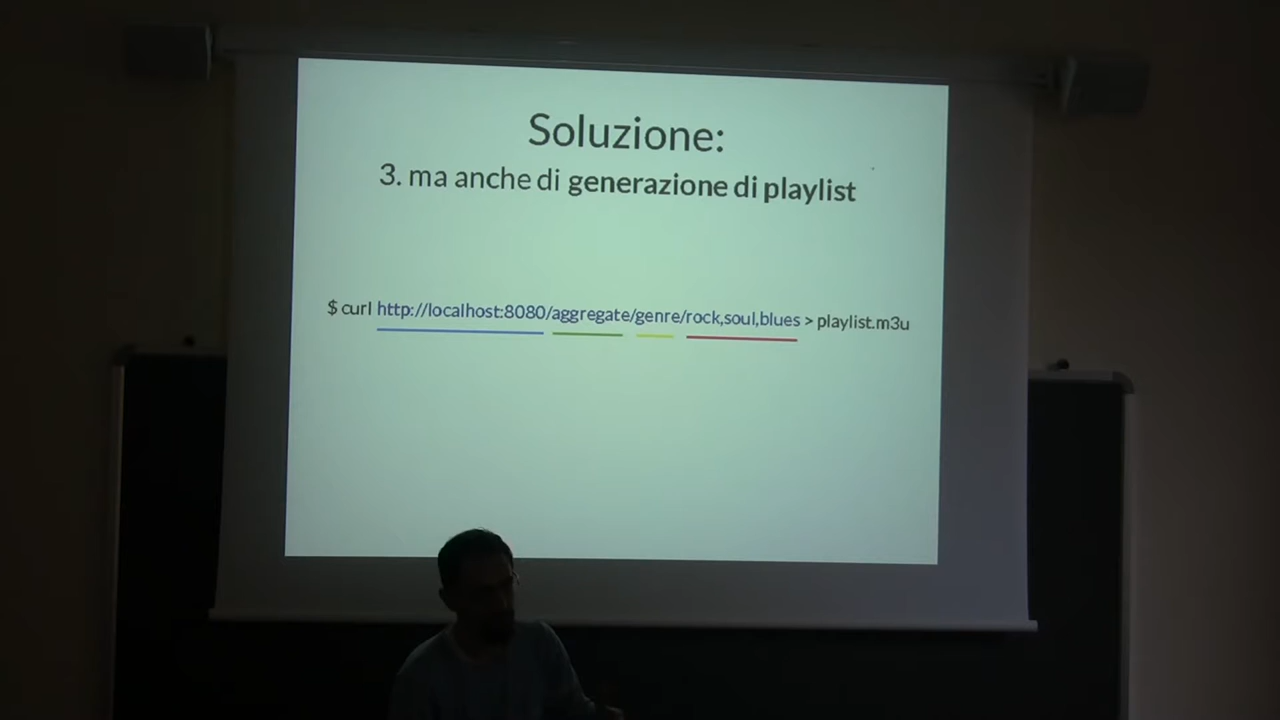 Soluzione:
3. ma anche di generazione di playlist
$ curl http://localhost:8080/aggregate/genre/rock,soul,blues > playlist.m3u